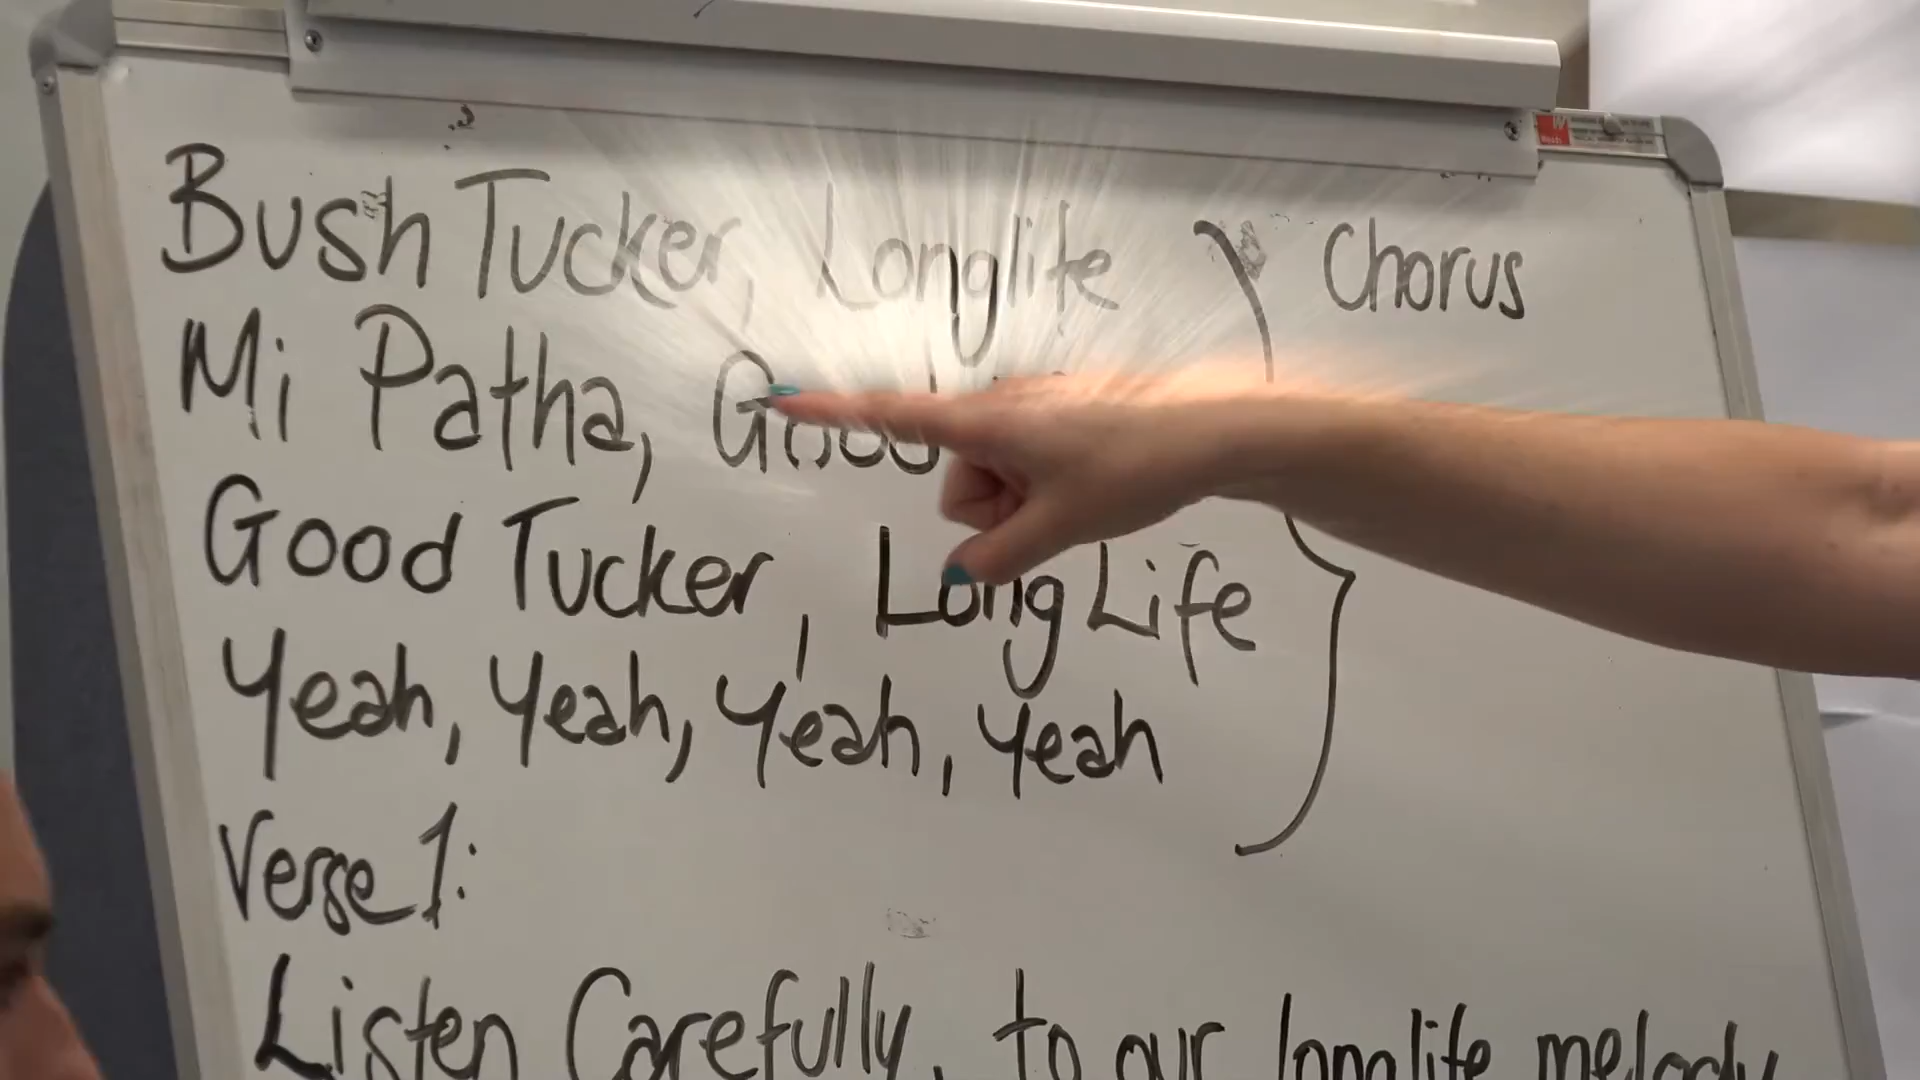 Bush Tucker, Longlife
Chorus
Mi Patha, Good
Good Tucker, Long Life
Yeah, Yeah, Yeah, Yeah
Verse 1:
Listen Carefully, to our longlife melody